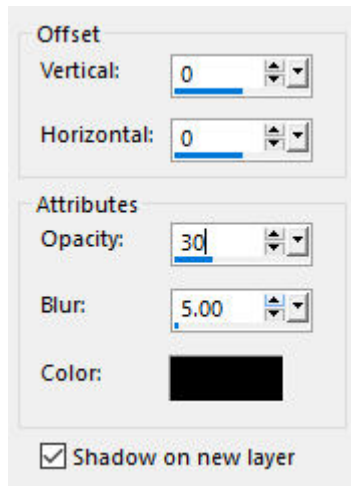 Offset
Vertical: 0
Horizontal: 0
Attributes
Opacity: 30
Blur: 5.00
Color:
Shadow on new layer